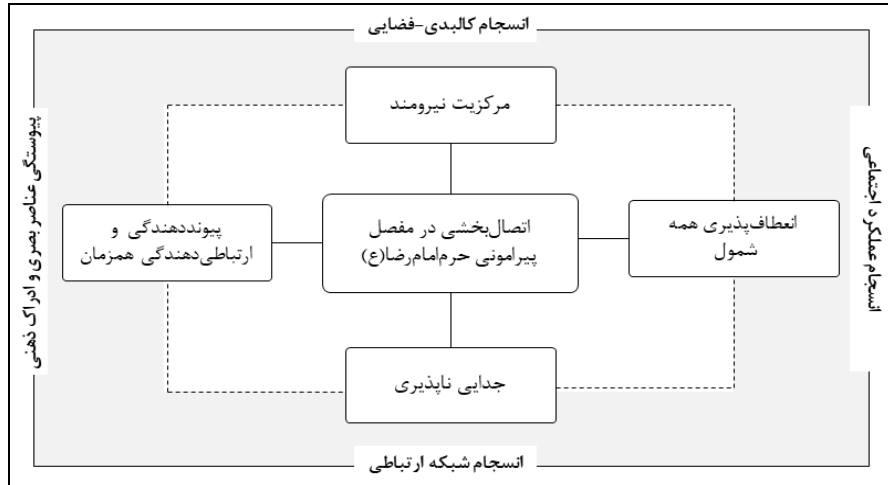 انسجام کالبدی-فضایی
مرکزیت نیرومند
انسجام عملکرد اجتماعی
انعطاف‌پذیری همه
شمول
اتصال‌بخشی در مفصل
پیرامونی حرم‌امام‌رضا(ع)
پیونددهندگی و
ارتباطی‌دهندگی همزمان
پیوستگی عناصر بصری و ادراک ذهنی
جدایی ناپذیری
انسجام شبکه ارتباطی